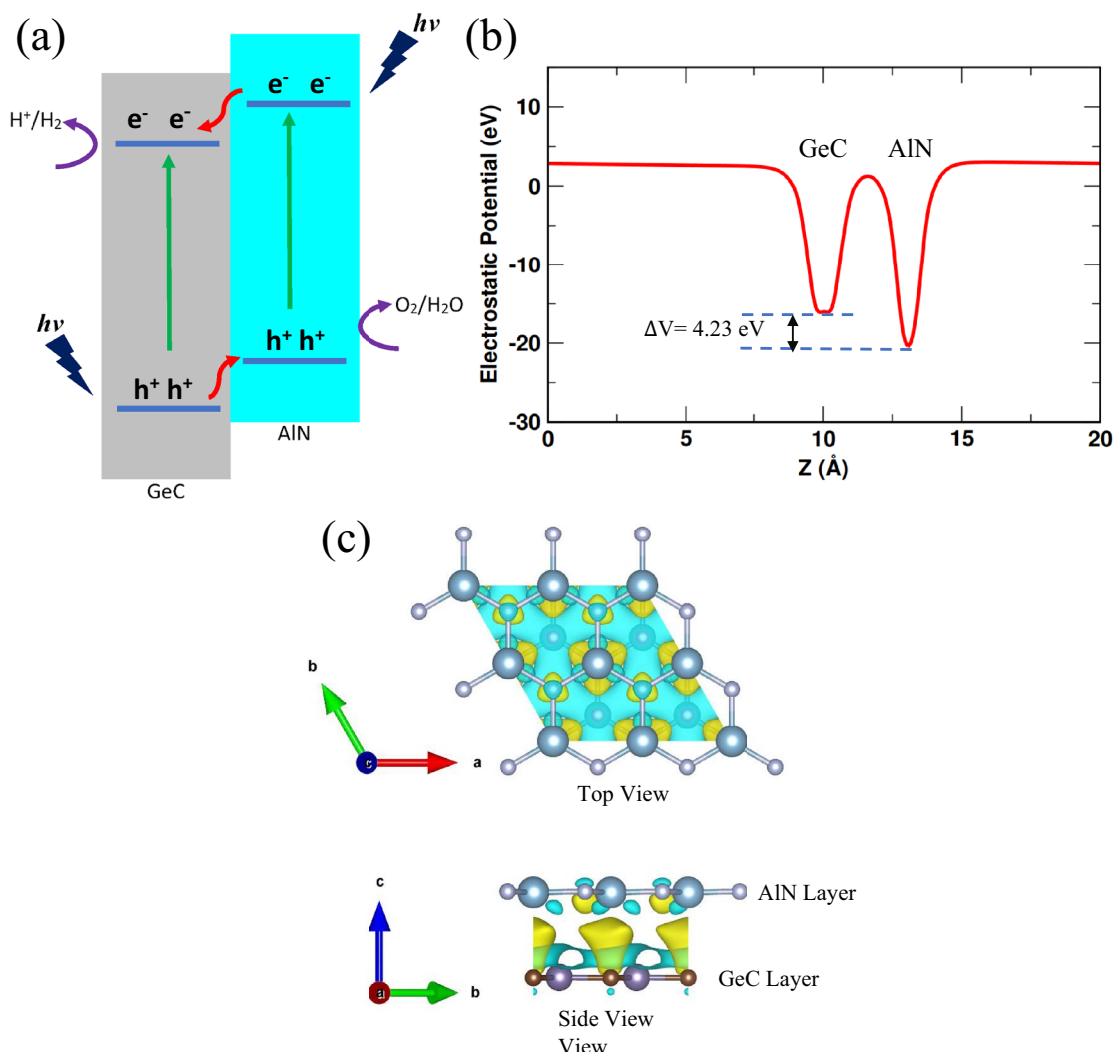 (a)
hν
e⁻ e⁻
H⁺/H₂
e⁻ e⁻
O₂/H₂O
hν
h⁺ h⁺
h⁺ h⁺
AlN
GeC
(b)
Electrostatic Potential (eV)
10
0
-10
-20
-30
GeC
AlN
ΔV= 4.23 eV
0
5
10
15
20
Z (Å)
(c)
b
c
a
Top View
c
a
b
AlN Layer
GeC Layer
Side View
View